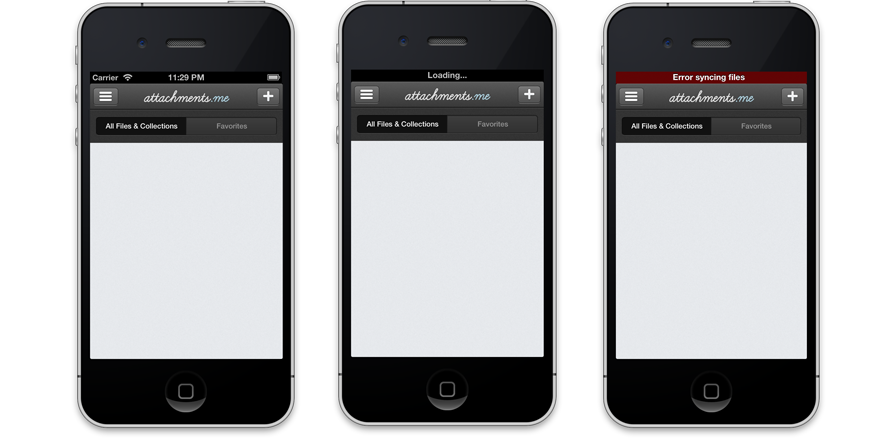 Carrier 11:29 PM
attachments.me
All Files & Collections Favorites
Loading...
attachments.me
All Files & Collections Favorites
Error syncing files
attachments.me
All Files & Collections Favorites